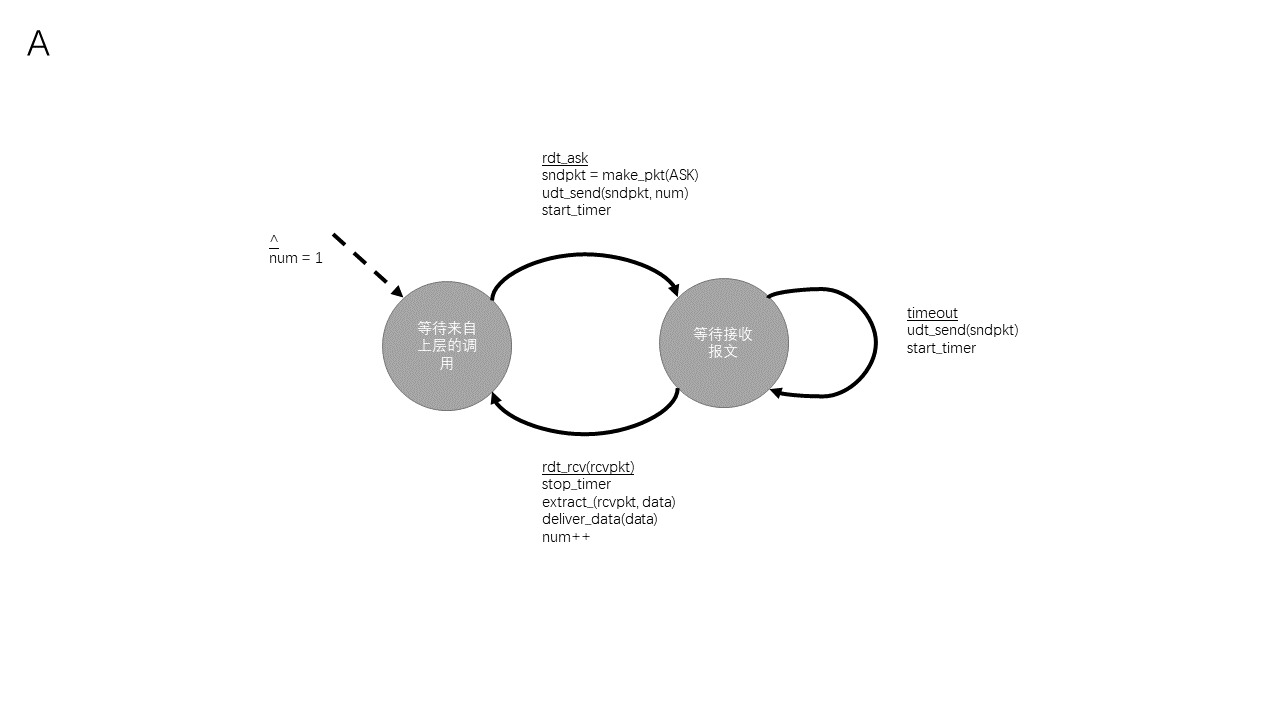 A
rdt_ask
sndpkt = make_pkt(ASK)
udt_send(sndpkt, num)
start_timer
^
num = 1
等待来自
上层的调
用
等待接收
报文
timeout
udt_send(sndpkt)
start_timer
rdt_rcv(rcvpkt)
stop_timer
extract_(rcvpkt, data)
deliver_data(data)
num++